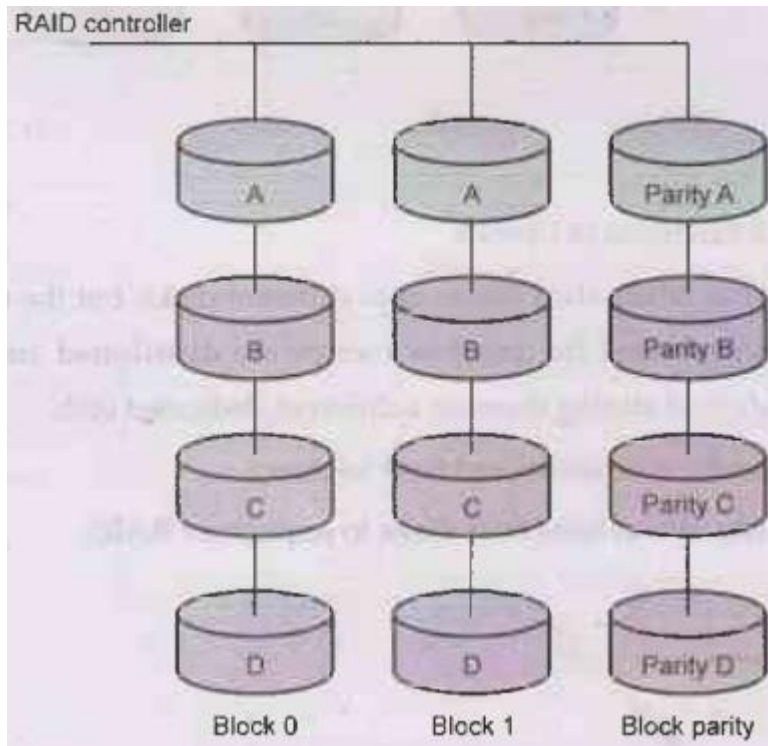 RAID controller
A A Parity A
B B Parity B
C C Parity C
D D Parity D
Block 0 Block 1 Block parity